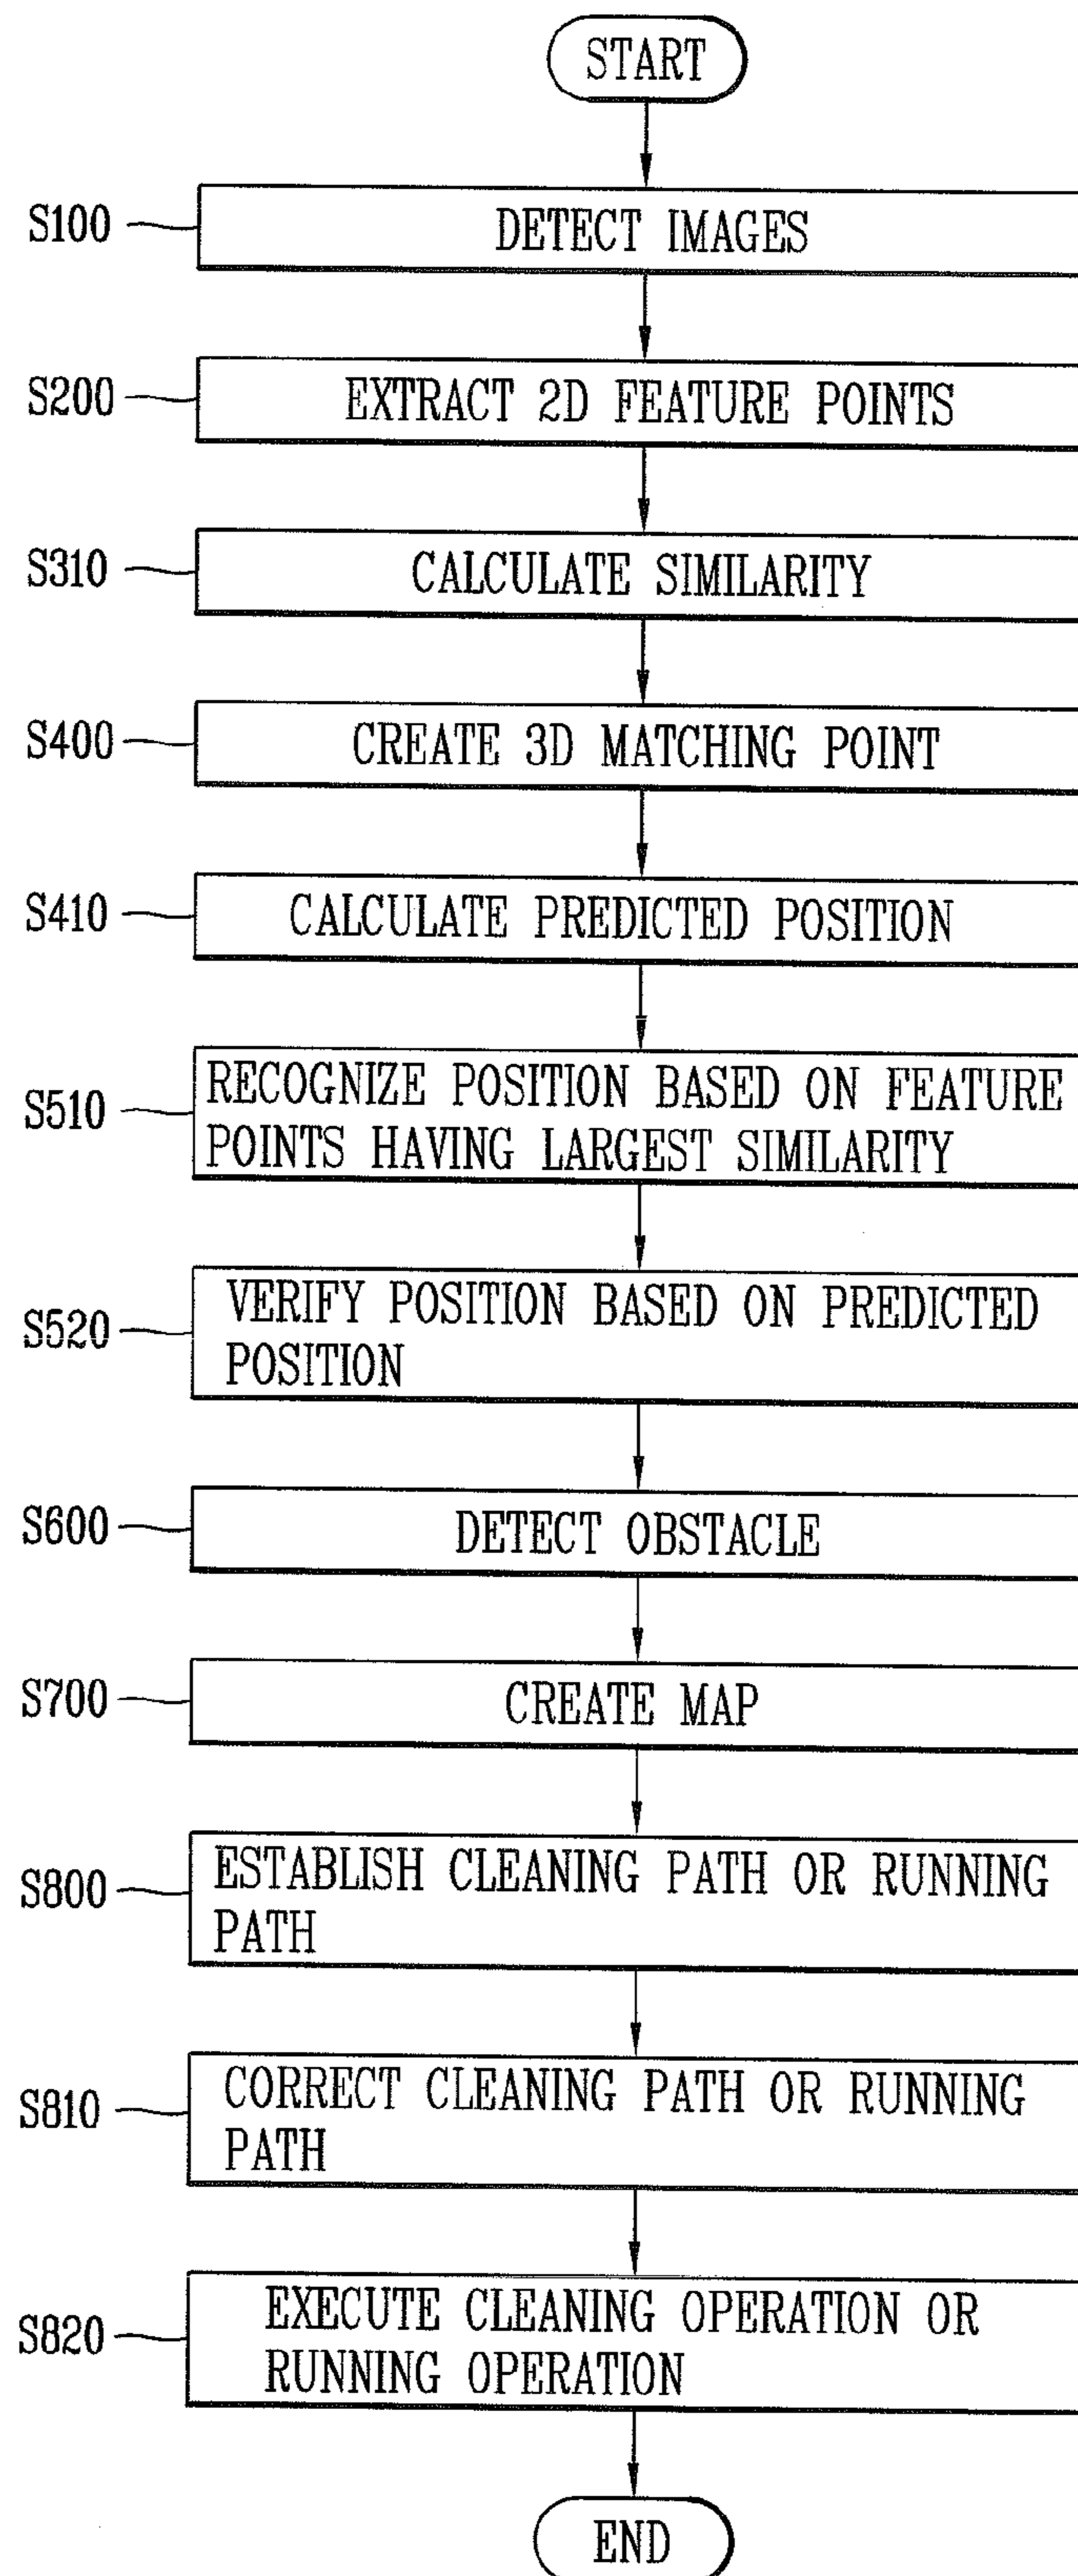 START
S100
DETECT IMAGES
S200
EXTRACT 2D FEATURE POINTS
S310
CALCULATE SIMILARITY
S400
CREATE 3D MATCHING POINT
S410
CALCULATE PREDICTED POSITION
S510
RECOGNIZE POSITION BASED ON FEATURE
POINTS HAVING LARGEST SIMILARITY
S520
VERIFY POSITION BASED ON PREDICTED
POSITION
S600
DETECT OBSTACLE
S700
CREATE MAP
S800
ESTABLISH CLEANING PATH OR RUNNING
PATH
S810
CORRECT CLEANING PATH OR RUNNING
PATH
S820
EXECUTE CLEANING OPERATION OR
RUNNING OPERATION
END